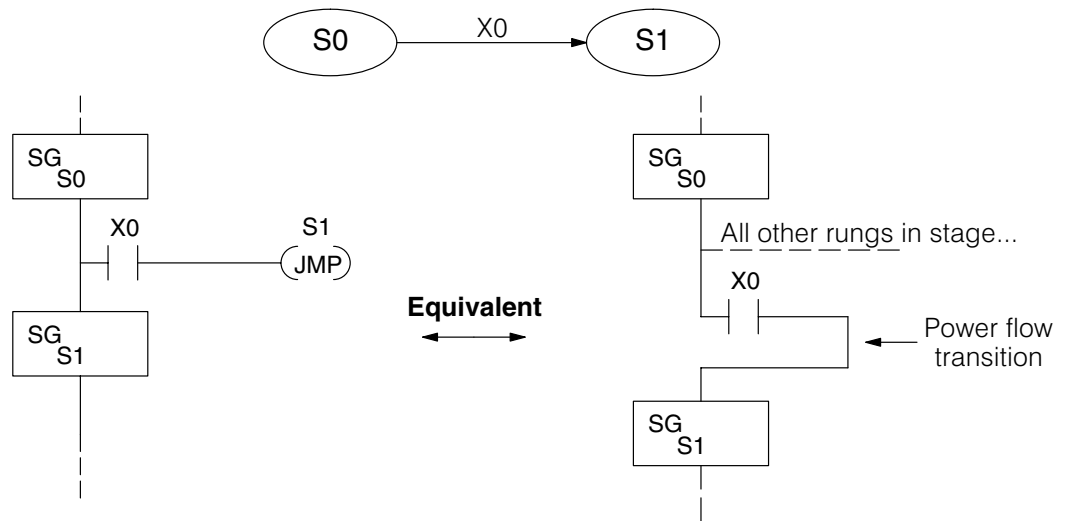 S0 X0 S1
SG
S0
X0
S1
JMP
SG
S1
Equivalent
SG
S0
All other rungs in stage...
X0
Power flow
transition
SG
S1